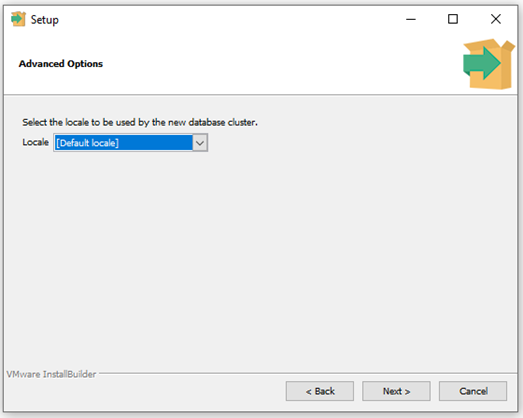 Setup
Advanced Options
Select the locale to be used by the new database cluster.
Locale [Default locale]
VMware InstallBuilder
< Back Next > Cancel